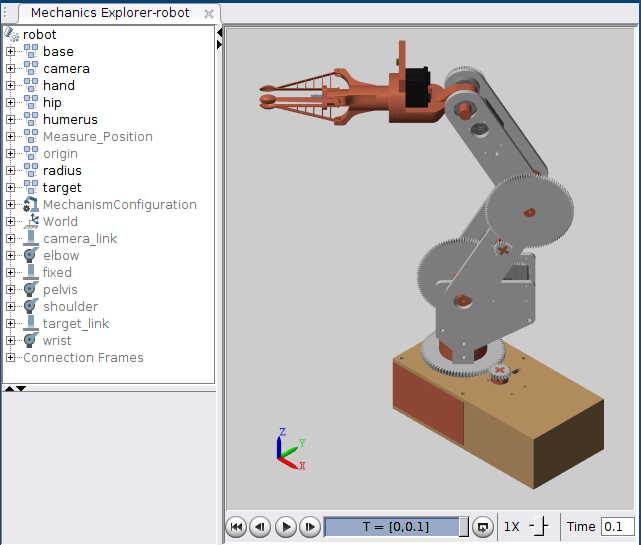 Mechanics Explorer-robot
robot
base
camera
hand
hip
humerus
Measure_Position
origin
radius
target
MechanismConfiguration
World
camera_link
elbow
fixed
pelvis
shoulder
target_link
wrist
Connection Frames
Z
Y
X
T = [0,0.1]
1X
Time 0.1